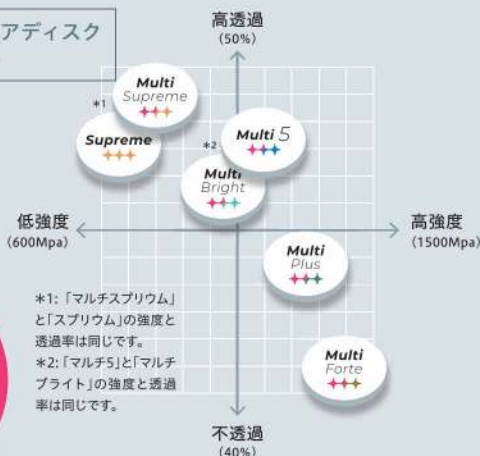 アディスク
高透過
(50%)
*1
Multi
Supreme
Supreme
*2
Multi 5
Multi
Bright
低強度
(600Mpa)
高強度
(1500Mpa)
Multi
Plus
*1:「マルチスプリウム」
と「スプリウム」の強度と
透過率は同じです。
*2:「マルチ5」と「マルチ
ブライト」の強度と透過
率は同じです。
Multi
Forte
不透過
(40%)